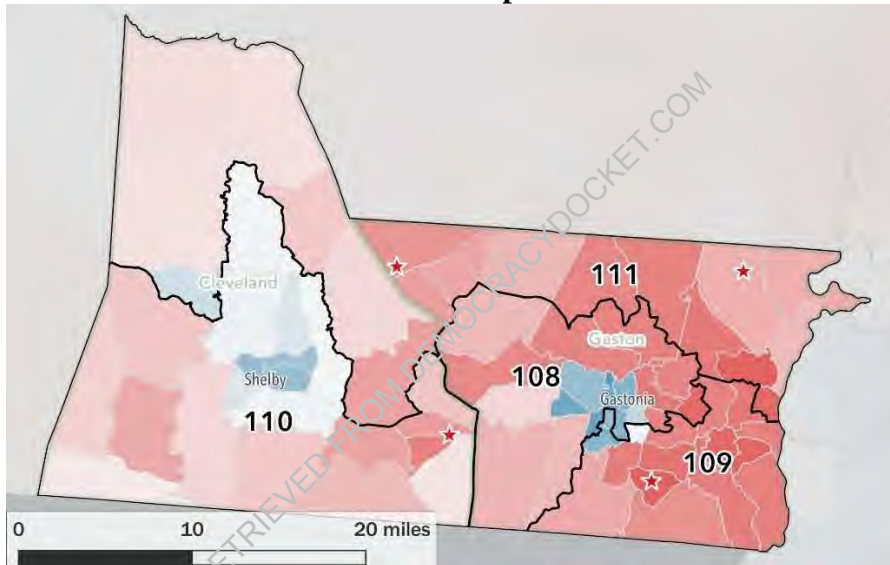 111
Cleveland
Gaston
108
Shelby
Gastonia
110
109
0 10 20 miles
RETRIEVED FROM DEMOCRACYDOCKET.COM